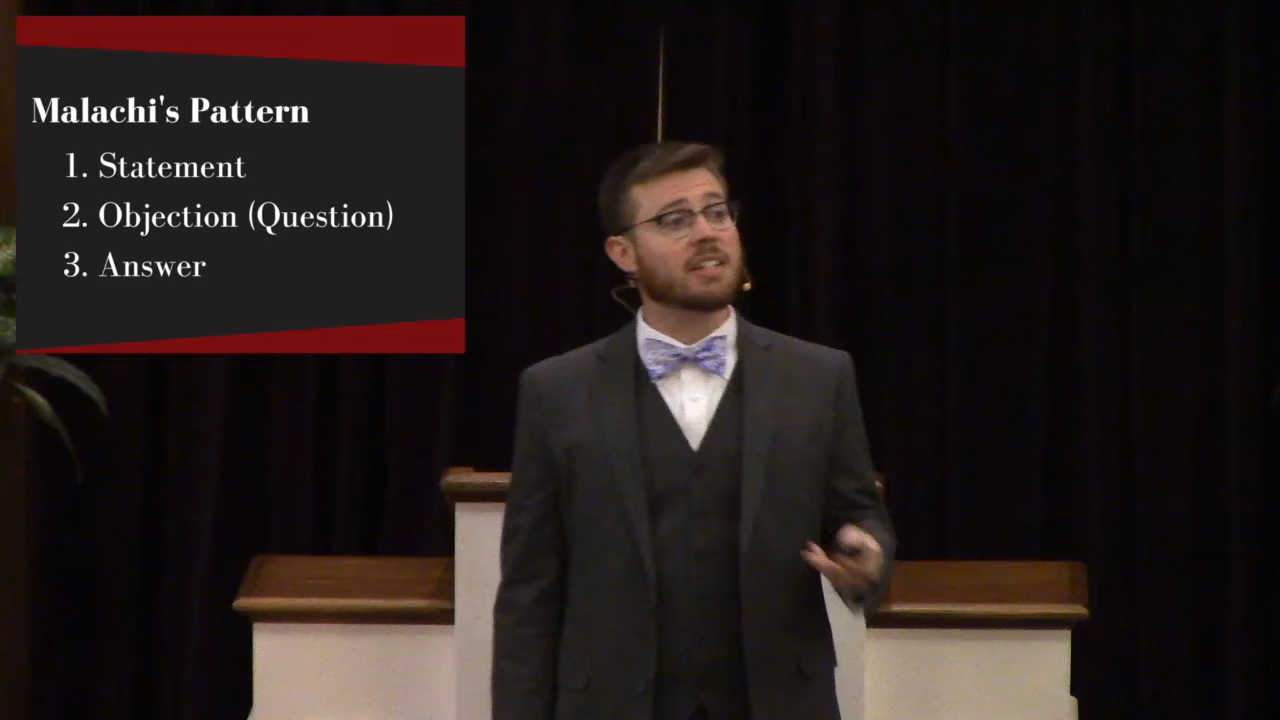 Malachi's Pattern
1. Statement
2. Objection (Question)
3. Answer